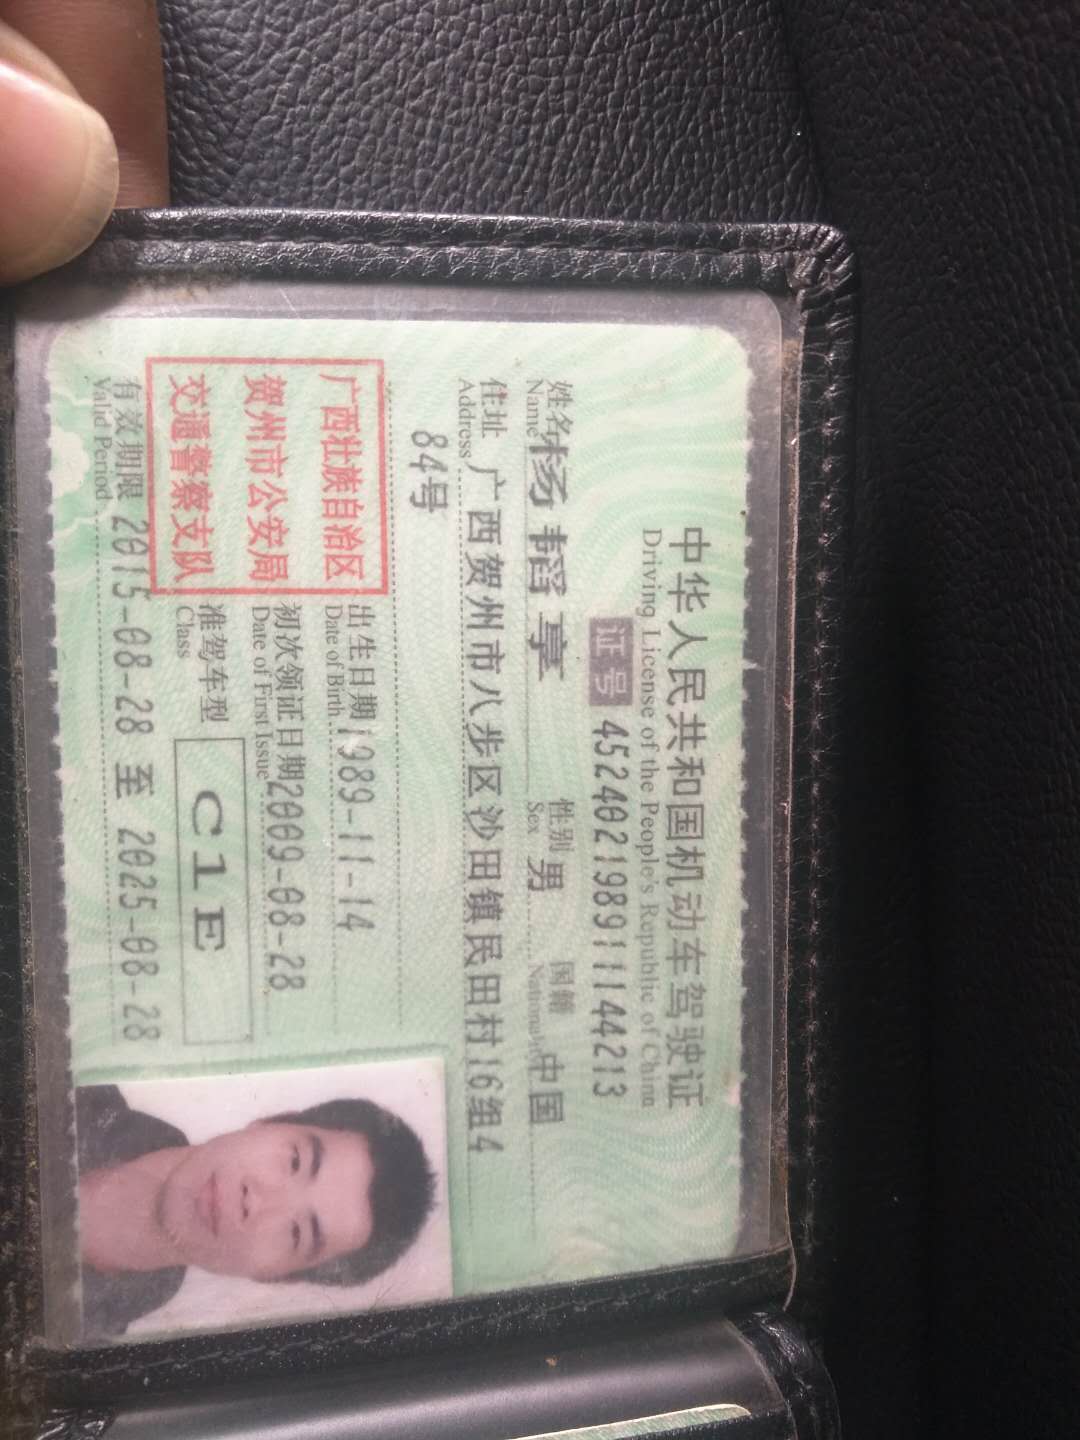 中华人民共和国机动车驾驶证
Driving License of the People's Republic of China
证号 452402198911144213
姓名 杨韬享 性别 男 国籍 中国
Name Sex Nationality
住址 广西贺州市八步区沙田镇民田村16组4
Address
84号
广西壮族自治区
贺州市公安局
交通警察支队
出生日期 1989-11-14
Date of Birth
初次领证日期 2009-08-28
Date of First Issue
准驾车型 C1E
Class
有效期限 2015-08-28 至 2025-08-28
Valid Period